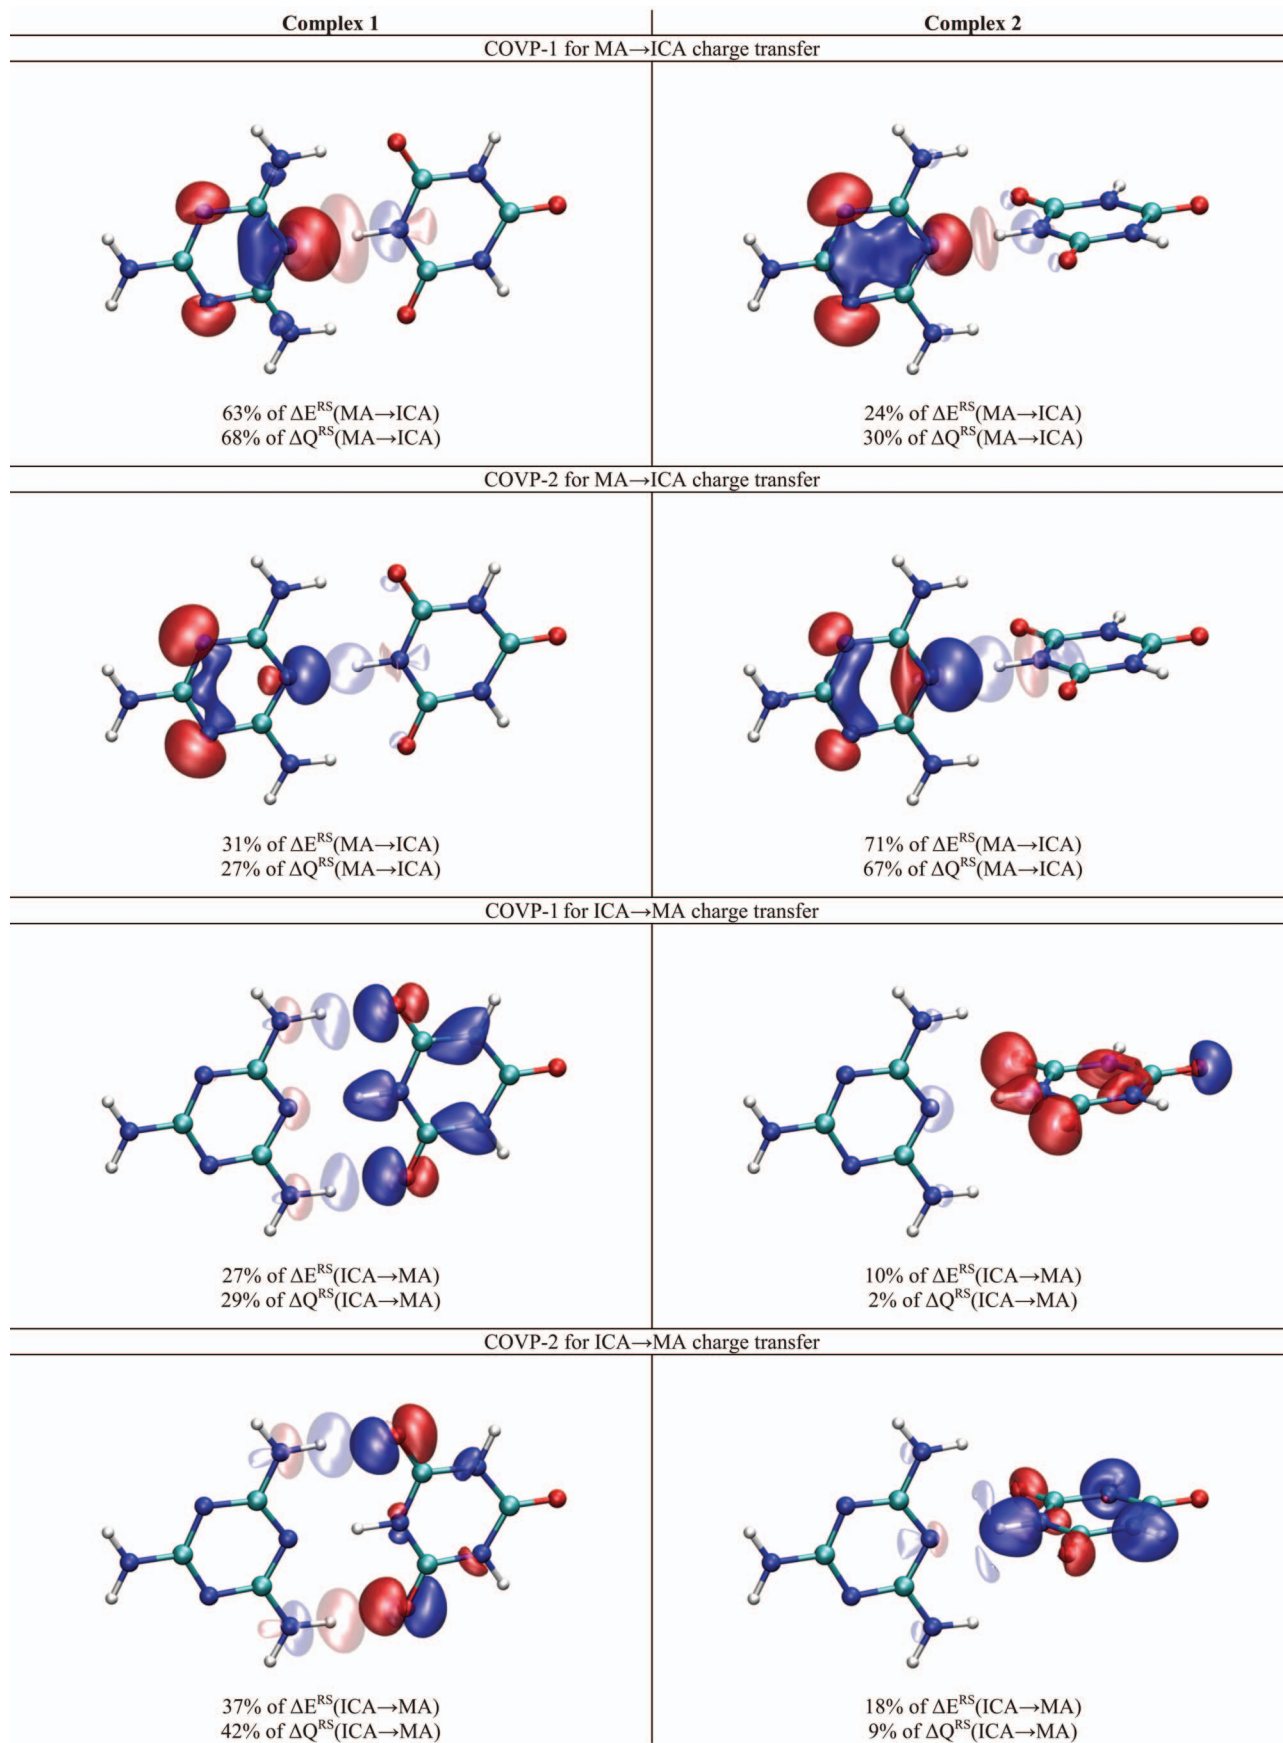 Complex 1 Complex 2
COVP-1 for MA→ICA charge transfer
63% of ΔE^RS(MA→ICA) 24% of ΔE^RS(MA→ICA)
68% of ΔQ^RS(MA→ICA) 30% of ΔQ^RS(MA→ICA)
COVP-2 for MA→ICA charge transfer
31% of ΔE^RS(MA→ICA) 71% of ΔE^RS(MA→ICA)
27% of ΔQ^RS(MA→ICA) 67% of ΔQ^RS(MA→ICA)
COVP-1 for ICA→MA charge transfer
27% of ΔE^RS(ICA→MA) 10% of ΔE^RS(ICA→MA)
29% of ΔQ^RS(ICA→MA) 2% of ΔQ^RS(ICA→MA)
COVP-2 for ICA→MA charge transfer
37% of ΔE^RS(ICA→MA) 18% of ΔE^RS(ICA→MA)
42% of ΔQ^RS(ICA→MA) 9% of ΔQ^RS(ICA→MA)